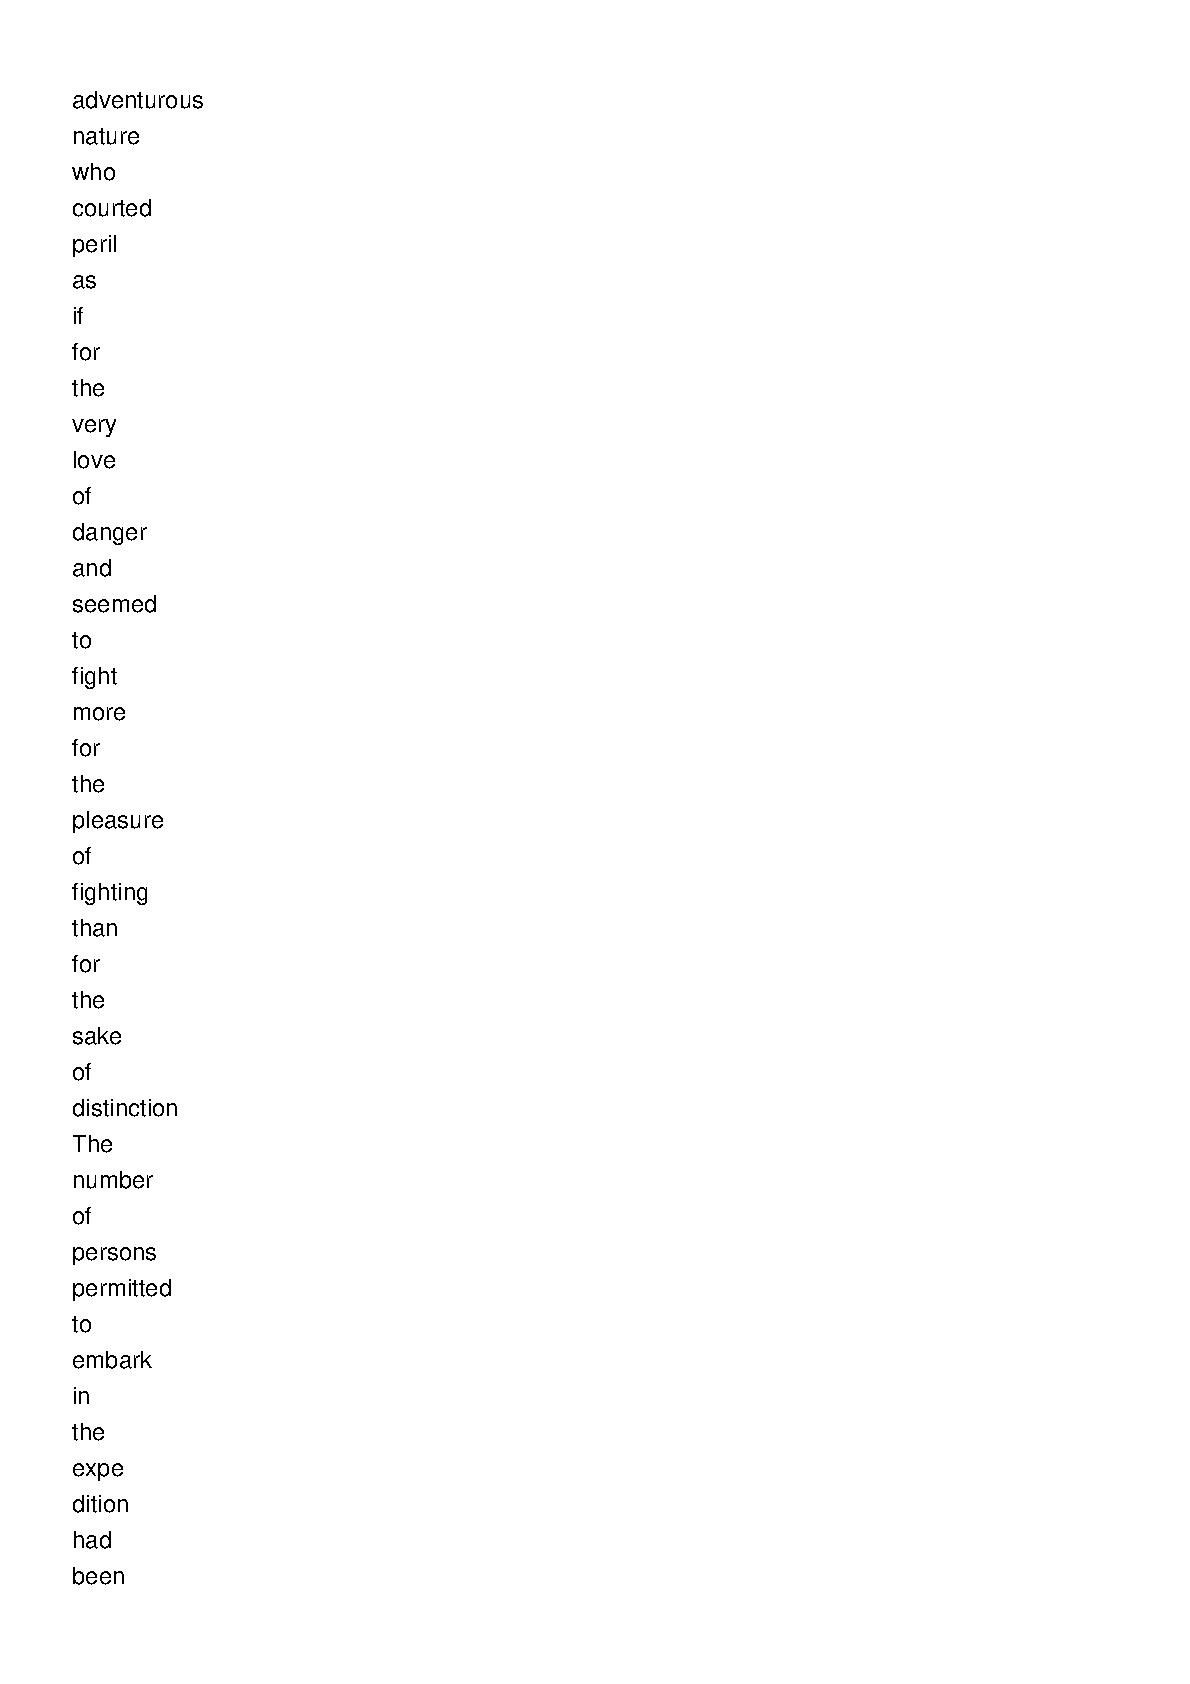 adventurous
nature
who
courted
peril
as
if
for
the
very
love
of
danger
and
seemed
to
fight
more
for
the
pleasure
of
fighting
than
for
the
sake
of
distinction
The
number
of
persons
permitted
to
embark
in
the
expe
dition
had
been